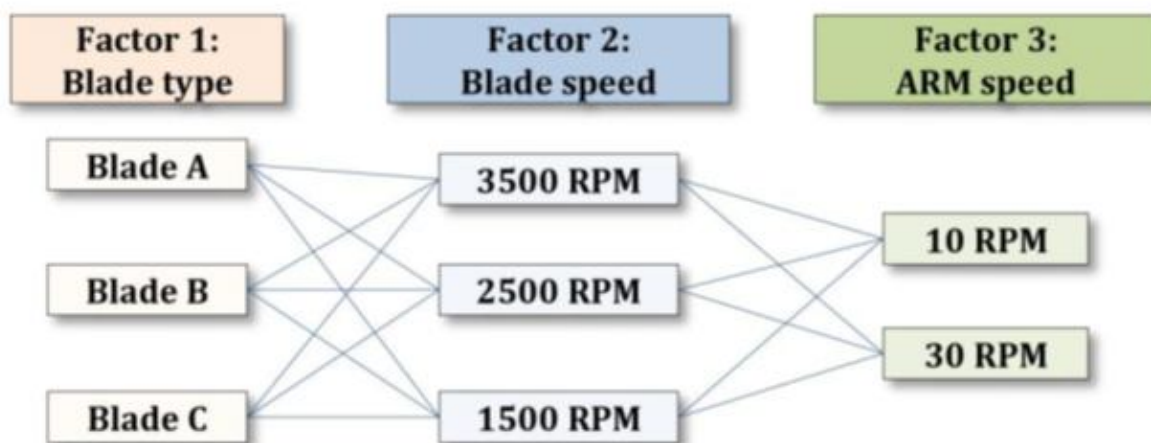 Factor 1:
Blade type
Factor 2:
Blade speed
Factor 3:
ARM speed
Blade A
Blade B
Blade C
3500 RPM
2500 RPM
1500 RPM
10 RPM
30 RPM